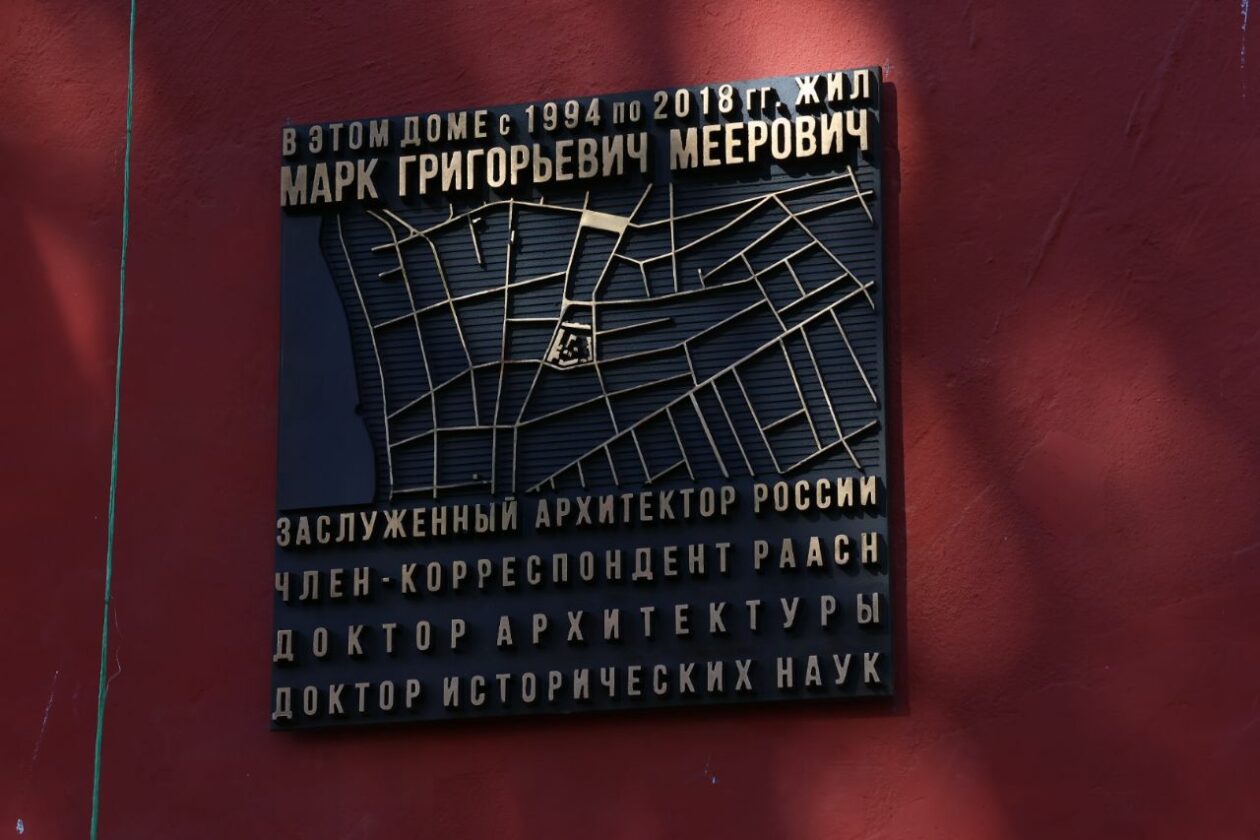 В ЭТОМ ДОМЕ с 1994 по 2018 гг. ЖИЛ
МАРК ГРИГОРЬЕВИЧ МЕЕРОВИЧ
ЗАСЛУЖЕННЫЙ АРХИТЕКТОР РОССИИ
ЧЛЕН-КОРРЕСПОНДЕНТ РААСН
ДОКТОР АРХИТЕКТУРЫ
ДОКТОР ИСТОРИЧЕСКИХ НАУК